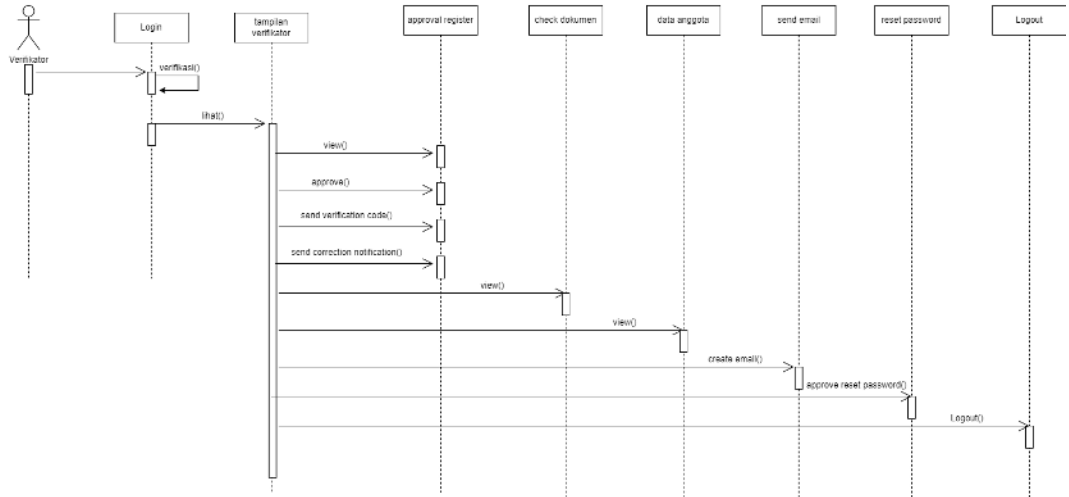 Login
tampilan
verifikator
approval register
check dokumen
data anggota
send email
reset password
Logout
Verifikator
verifikasi()
lihat()
view()
approve()
send verification code()
send correction notification()
view()
view()
create email()
approve reset password()
Logout()